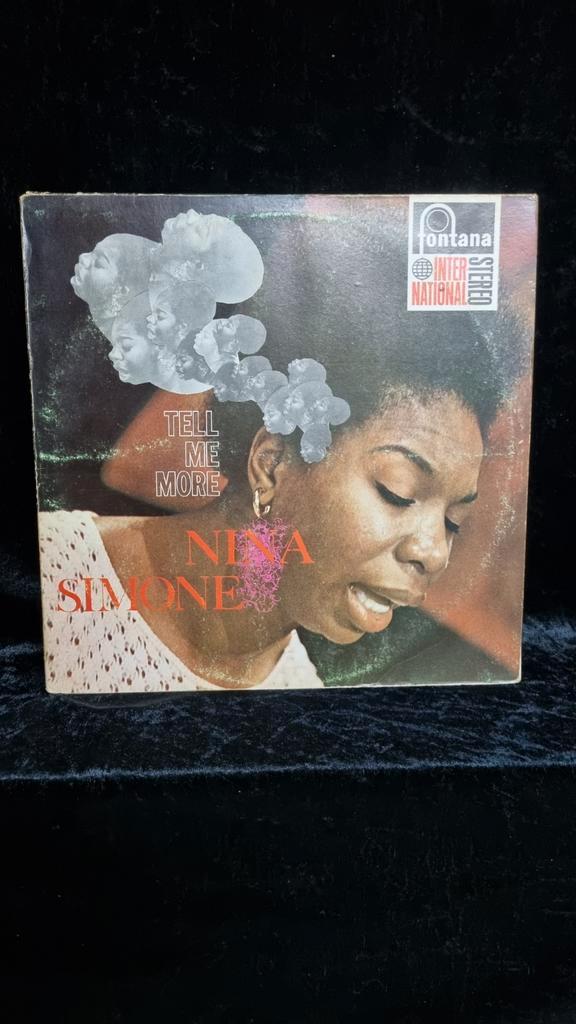 fontana
INTER
NATIONAL
STEREO
TELL
ME
MORE
NINA
SIMONE